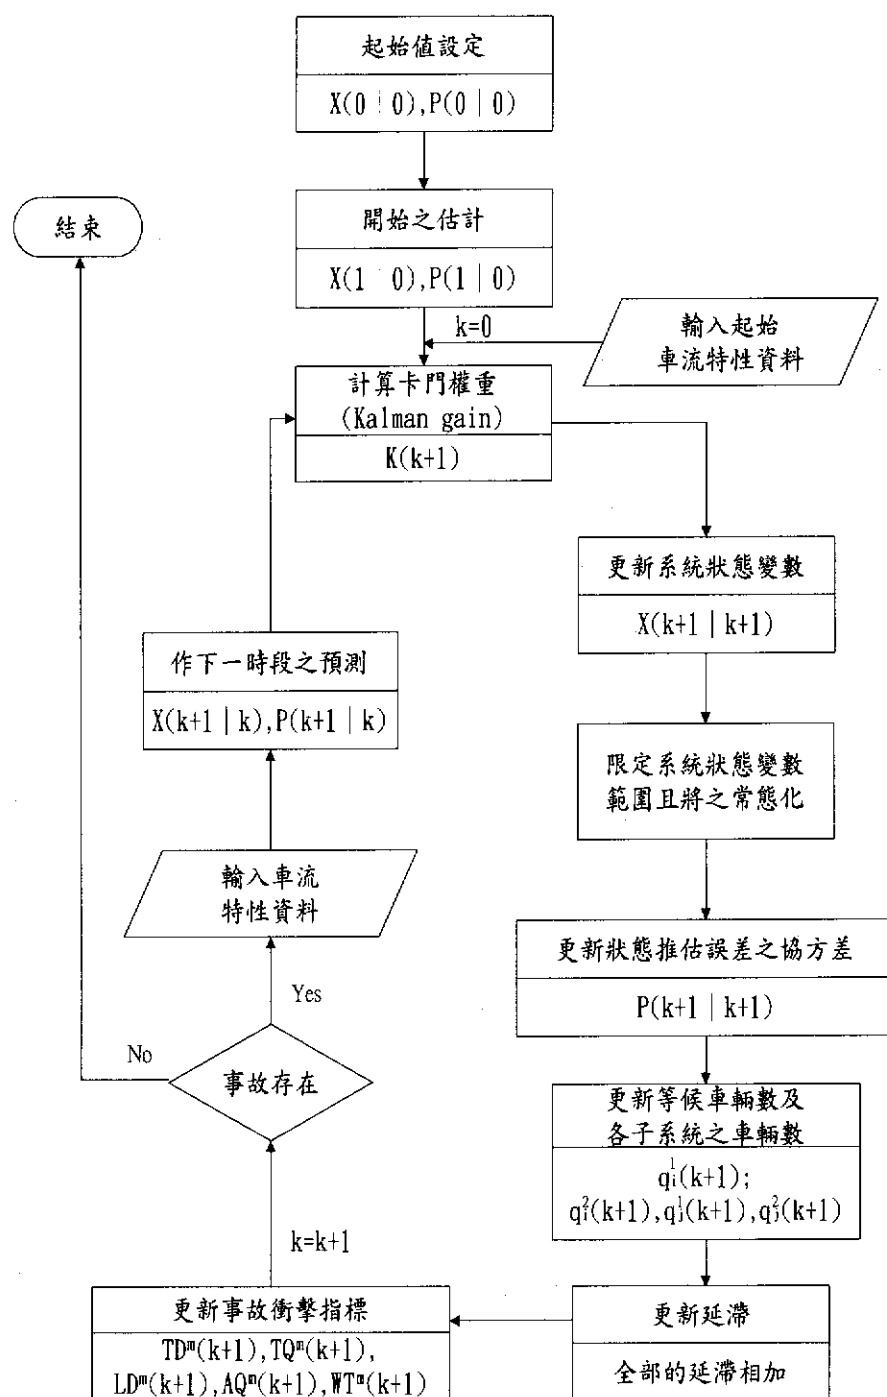 起始值設定
X(0|0),P(0|0)
結束
開始之估計
X(1 0),P(1|0)
k=0
輸入起始
車流特性資料
計算卡門權重
(Kalman gain)
K(k+1)
更新系統狀態變數
X(k+1|k+1)
作下一時段之預測
X(k+1|k),P(k+1|k)
限定系統狀態變數
範圍且將之常態化
輸入車流
特性資料
更新狀態推估誤差之協方差
P(k+1|k+1)
Yes
No
事故存在
更新等候車輛數及
各子系統之車輛數
q¹ᵢ(k+1);
q²ᵢ(k+1),q¹ⱼ(k+1),q²ⱼ(k+1)
k=k+1
更新事故衝擊指標
TDᵐ(k+1),TQᵐ(k+1),
LDᵐ(k+1),AQᵐ(k+1),WTᵐ(k+1)
更新延滯
全部的延滯相加